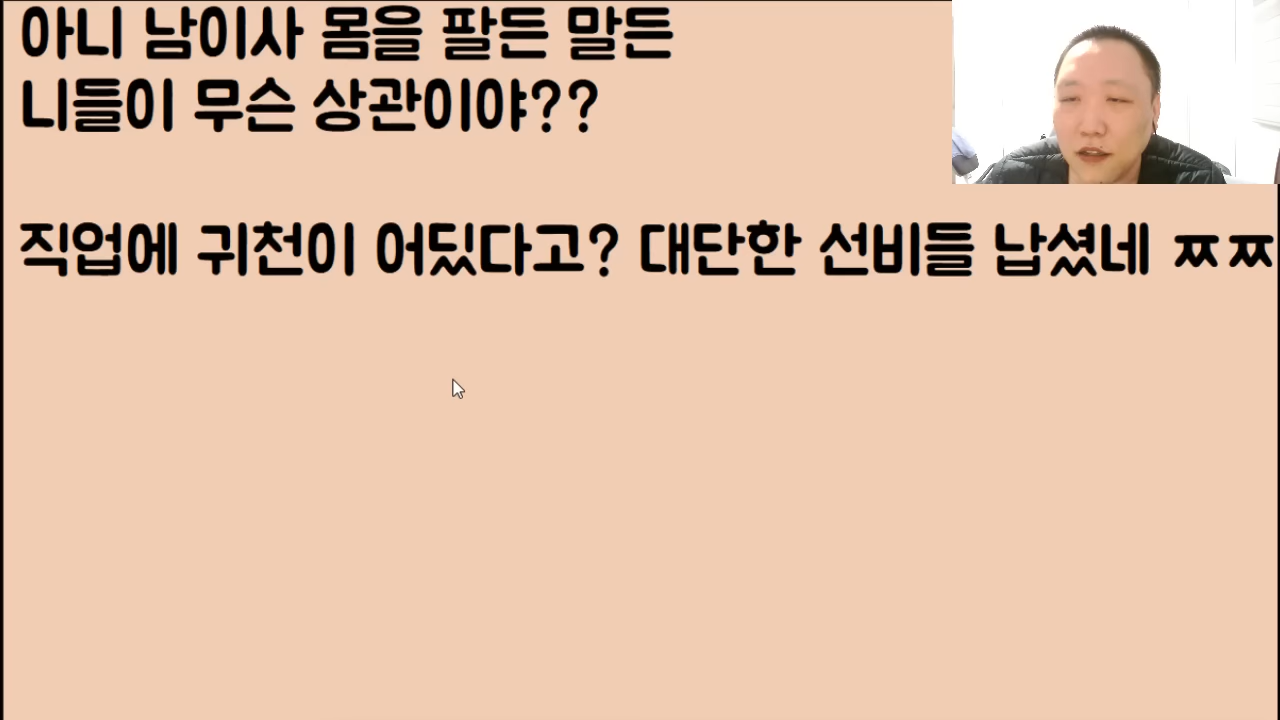 아니 남이사 몸을 팔든 말든
니들이 무슨 상관이야??
직업에 귀천이 어딨다고? 대단한 선비들 납셨네 ㅉㅉ